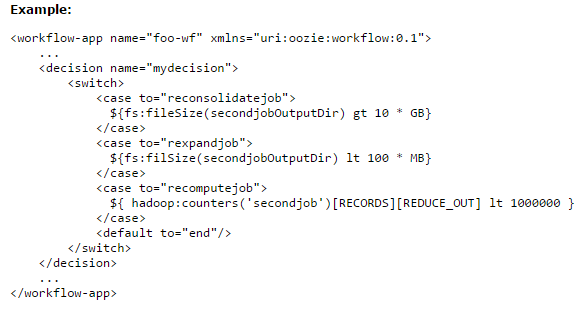 Example:
<workflow-app name="foo-wf" xmlns="uri:oozie:workflow:0.1">
    ...
    <decision name="mydecision">
        <switch>
            <case to="reconsolidatejob">
              ${fs:fileSize(secondjobOutputDir) gt 10 * GB}
            </case>
            <case to="rexpandjob">
              ${fs:filSize(secondjobOutputDir) lt 100 * MB}
            </case>
            <case to="recomputejob">
              ${ hadoop:counters('secondjob')[RECORDS][REDUCE_OUT] lt 1000000 }
            </case>
            <default to="end"/>
        </switch>
    </decision>
    ...
</workflow-app>